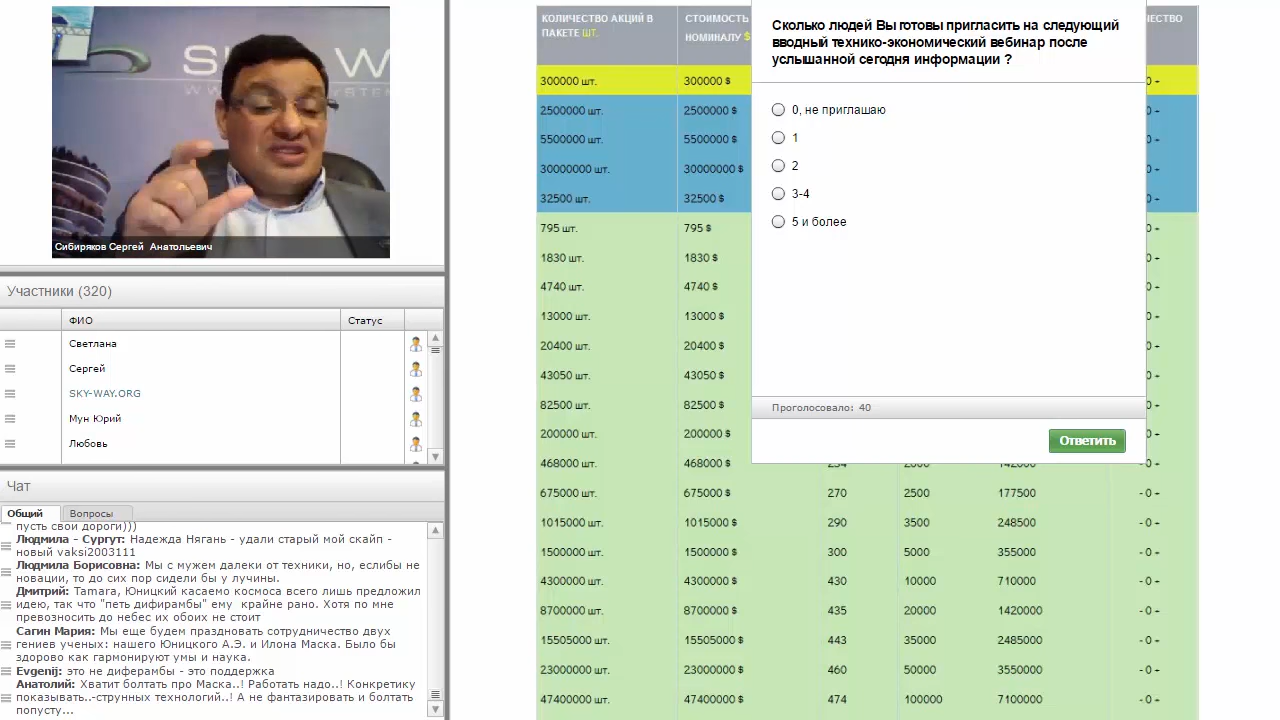 SKY W
Сибиряков Сергей Анатольевич
Участники (320)
ФИО Статус
Светлана
Сергей
SKY-WAY.ORG
Мун Юрий
Любовь
Чат
Общий Вопросы
пусть свои дороги)))
Людмила - Сургут: Надежда Нягань - удали старый мой скайп -
новый vaksi2003111
Людмила Борисовна: Мы с мужем далеки от техники, но, еслибы не
новации, то до сих пор сидели бы у лучины.
Дмитрий: Tamara, Юницкий касаемо космоса всего лишь предложил
идею, так что "петь дифирамбы" ему крайне рано. Хотя по мне
превозносить до небес их обоих не стоит
Сагин Мария: Мы еще будем праздновать сотрудничество двух
гениев ученых: нашего Юницкого А.Э. и Илона Маска. Было бы
здорово как гармонируют умы и наука.
Evgenij: это не диферамбы - это поддержка
Анатолий: Хватит болтать про Маска..! Работать надо..! Конкретику
показывать..-струнных технологий..! А не фантазировать и болтать
попусту...
КОЛИЧЕСТВО АКЦИЙ В СТОИМОСТЬ ЧЕСТВО
ПАКЕТЕ ШТ. НОМИНАЛУ $
300000 шт. 300000 $ 0 +
2500000 шт. 2500000 $ 0 +
5500000 шт. 5500000 $ 0 +
30000000 шт. 30000000 $ 0 +
32500 шт. 32500 $ 0 +
795 шт. 795 $ 0 +
1830 шт. 1830 $ 0 +
4740 шт. 4740 $ 0 +
13000 шт. 13000 $ 0 +
20400 шт. 20400 $ 0 +
43050 шт. 43050 $ 0 +
82500 шт. 82500 $ 0 +
200000 шт. 200000 $ 0 +
468000 шт. 468000 $ 234 2000 142000 - 0 +
675000 шт. 675000 $ 270 2500 177500 - 0 +
1015000 шт. 1015000 $ 290 3500 248500 - 0 +
1500000 шт. 1500000 $ 300 5000 355000 - 0 +
4300000 шт. 4300000 $ 430 10000 710000 - 0 +
8700000 шт. 8700000 $ 435 20000 1420000 - 0 +
15505000 шт. 15505000 $ 443 35000 2485000 - 0 +
23000000 шт. 23000000 $ 460 50000 3550000 - 0 +
47400000 шт. 47400000 $ 474 100000 7100000 - 0 +
Сколько людей Вы готовы пригласить на следующий
вводный технико-экономический вебинар после
услышанной сегодня информации ?
0, не приглашаю
1
2
3-4
5 и более
Проголосовало: 40
Ответить